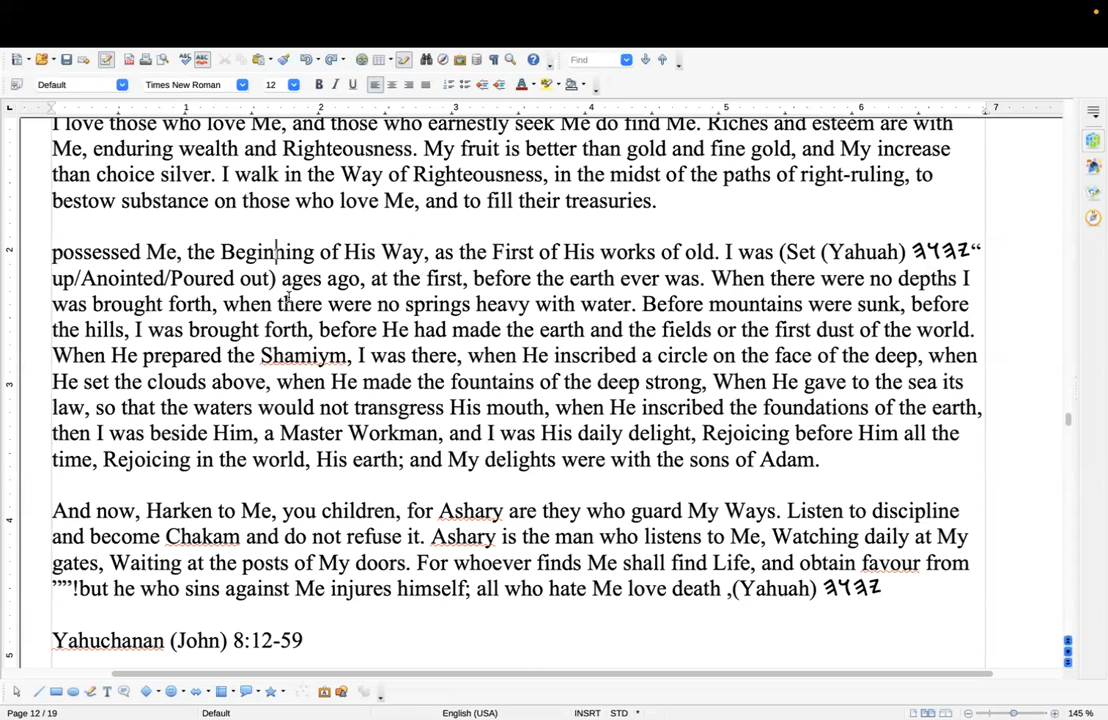 Find
Default
Times New Roman
12
B I U
1 2 3 4 5 6 7
I love those who love Me, and those who earnestly seek Me do find Me. Riches and esteem are with
Me, enduring wealth and Righteousness. My fruit is better than gold and fine gold, and My increase
than choice silver. I walk in the Way of Righteousness, in the midst of the paths of right-ruling, to
bestow substance on those who love Me, and to fill their treasuries.
possessed Me, the Beginning of His Way, as the First of His works of old. I was (Set (Yahuah) 𐤉𐤄𐤅𐤄“
up/Anointed/Poured out) ages ago, at the first, before the earth ever was. When there were no depths I
was brought forth, when there were no springs heavy with water. Before mountains were sunk, before
the hills, I was brought forth, before He had made the earth and the fields or the first dust of the world.
When He prepared the Shamiym, I was there, when He inscribed a circle on the face of the deep, when
He set the clouds above, when He made the fountains of the deep strong, When He gave to the sea its
law, so that the waters would not transgress His mouth, when He inscribed the foundations of the earth,
then I was beside Him, a Master Workman, and I was His daily delight, Rejoicing before Him all the
time, Rejoicing in the world, His earth; and My delights were with the sons of Adam.
And now, Harken to Me, you children, for Ashary are they who guard My Ways. Listen to discipline
and become Chakam and do not refuse it. Ashary is the man who listens to Me, Watching daily at My
gates, Waiting at the posts of My doors. For whoever finds Me shall find Life, and obtain favour from
””!but he who sins against Me injures himself; all who hate Me love death ,(Yahuah) 𐤉𐤄𐤅𐤄
Yahuchanan (John) 8:12-59
2
3
4
5
Page 12 / 19
Default
English (USA)
INSRT
STD
*
145 %